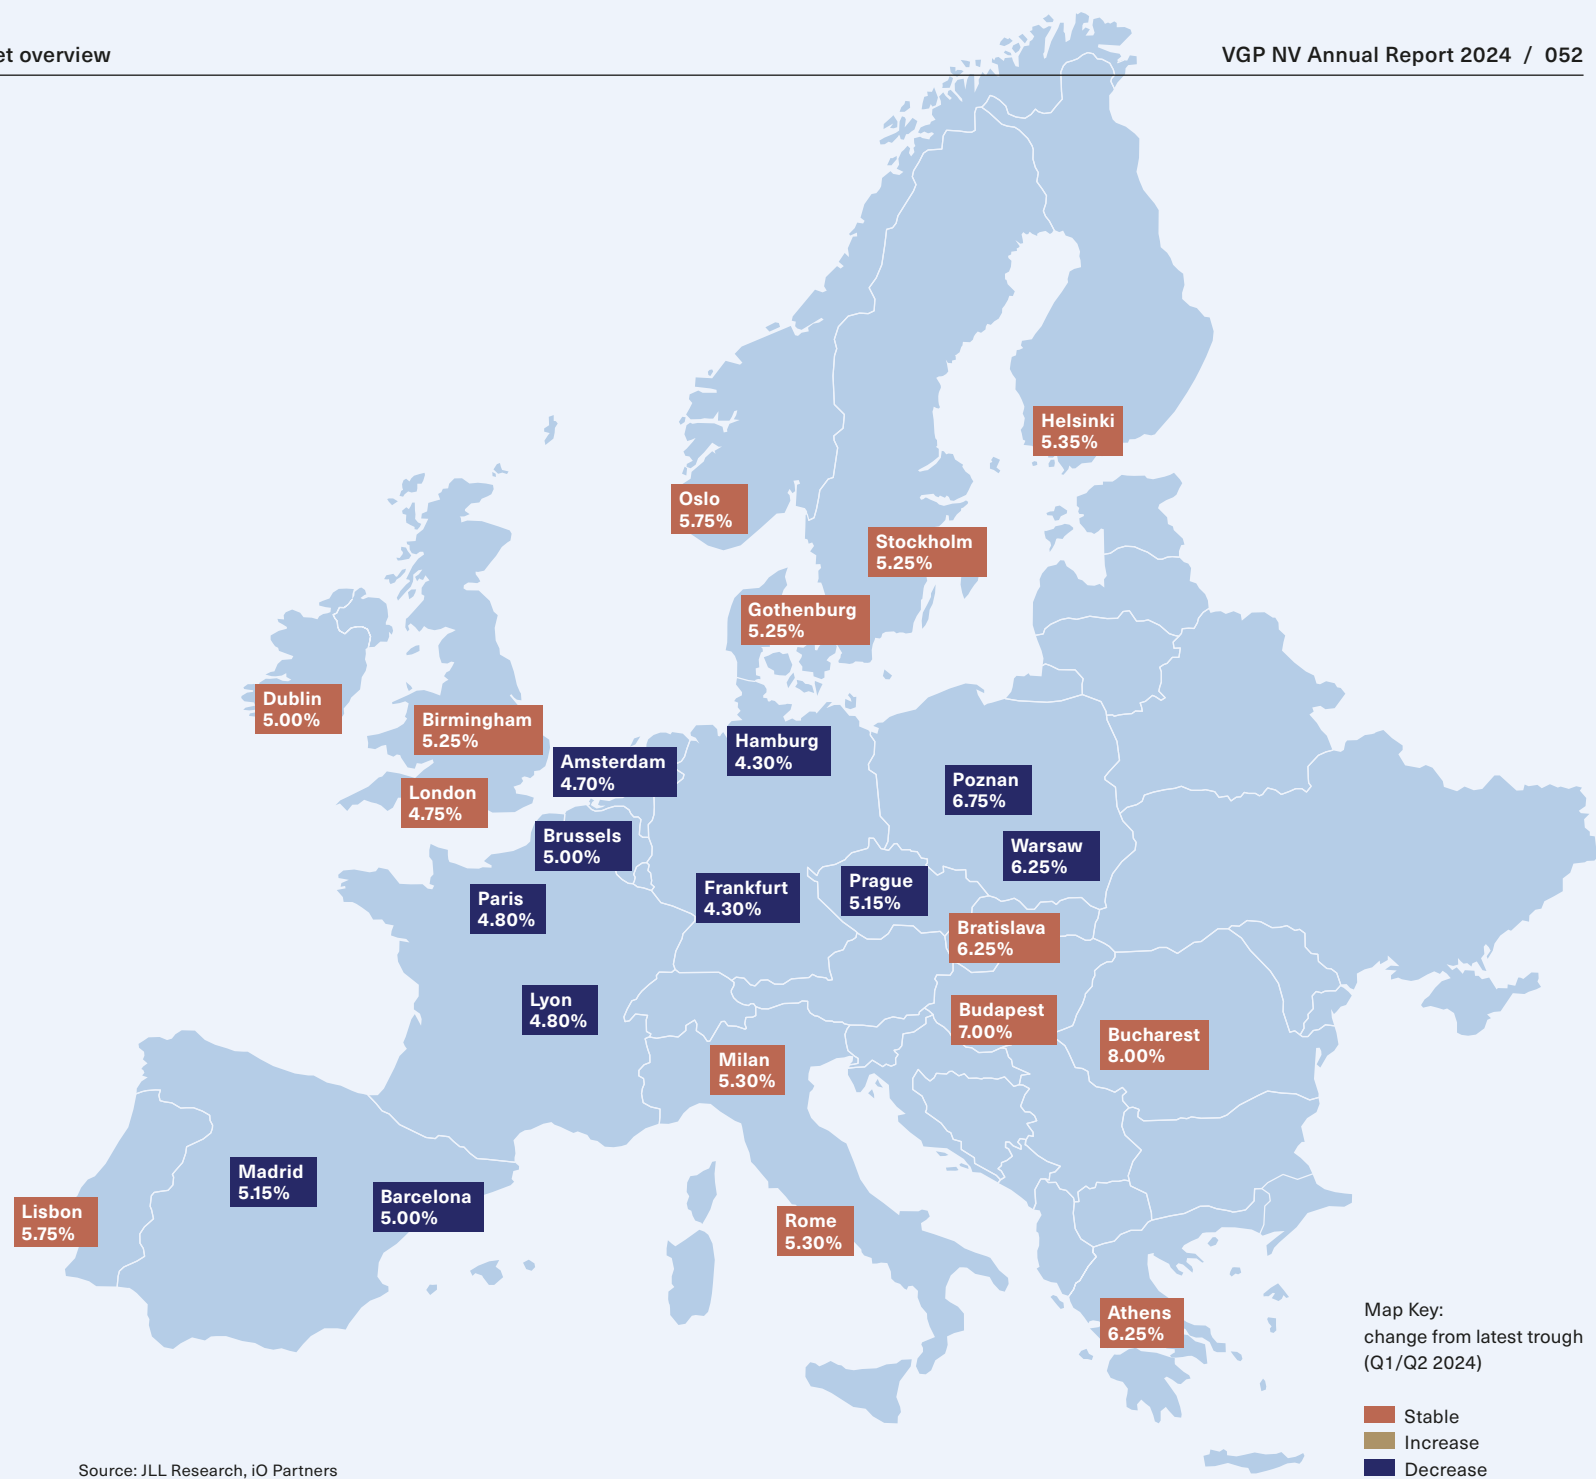 et overview
VGP NV Annual Report 2024 / 052
Helsinki
5.35%
Oslo
5.75%
Stockholm
5.25%
Gothenburg
5.25%
Dublin
5.00%
Birmingham
5.25%
Hamburg
4.30%
Amsterdam
4.70%
Poznan
6.75%
London
4.75%
Brussels
5.00%
Warsaw
6.25%
Prague
5.15%
Frankfurt
4.30%
Paris
4.80%
Bratislava
6.25%
Lyon
4.80%
Budapest
7.00%
Bucharest
8.00%
Milan
5.30%
Madrid
5.15%
Barcelona
5.00%
Lisbon
5.75%
Rome
5.30%
Athens
6.25%
Map Key:
change from latest trough
(Q1/Q2 2024)
Stable
Increase
Decrease
Source: JLL Research, iO Partners